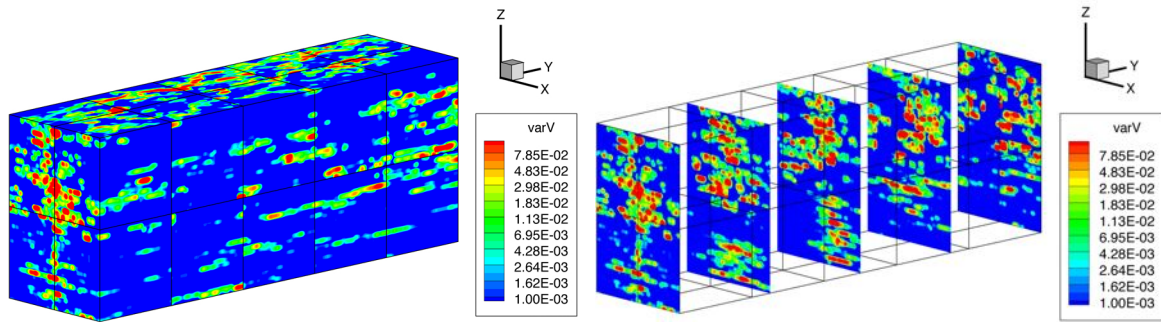 Z
Y
X
varV
7.85E-02
4.83E-02
2.98E-02
1.83E-02
1.13E-02
6.95E-03
4.28E-03
2.64E-03
1.62E-03
1.00E-03
Z
Y
X
varV
7.85E-02
4.83E-02
2.98E-02
1.83E-02
1.13E-02
6.95E-03
4.28E-03
2.64E-03
1.62E-03
1.00E-03